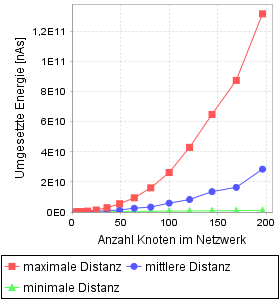 Umgesetzte Energie [nAs]
1,2E11
1E11
8E10
6E10
4E10
2E10
0E0
0 50 100 150 200
Anzahl Knoten im Netzwerk
maximale Distanz mittlere Distanz
minimale Distanz